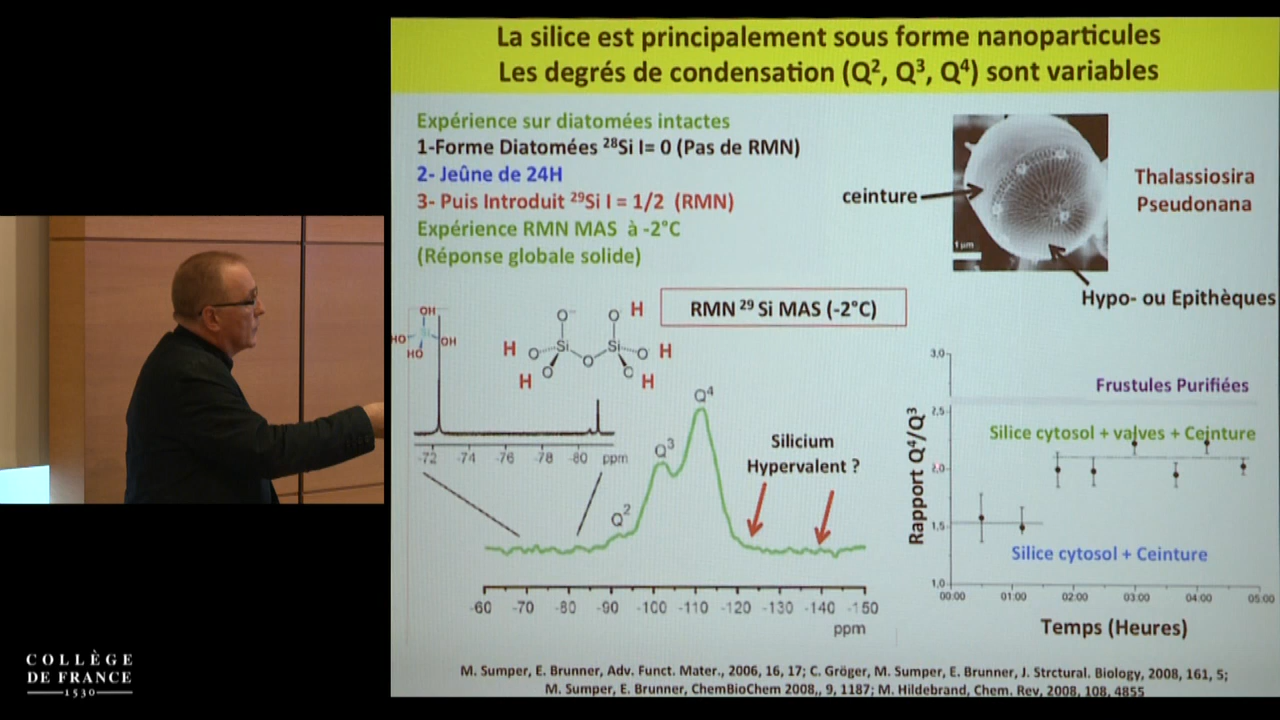 La silice est principalement sous forme nanoparticules
Les degrés de condensation (Q², Q³, Q⁴) sont variables
Expérience sur diatomées intactes
1-Forme Diatomées ²⁸Si I= 0 (Pas de RMN)
2- Jeûne de 24H
3- Puis Introduit ²⁹Si I = 1/2 (RMN)
Expérience RMN MAS à -2°C
(Réponse globale solide)
ceinture
1 µm
Thalassiosira
Pseudonana
Hypo- ou Epithèques
RMN ²⁹ Si MAS (-2°C)
OH
HO
OH
HO
O⁻
O
H
Si
Si
H
O
O
O
H
H
O
O
H
-72 -74 -76 -78 -80 ppm
Q²
Q³
Q⁴
Silicium
Hypervalent ?
-60 -70 -80 -90 -100 -110 -120 -130 -140 -150
ppm
Rapport Q⁴/Q³
3,0
2,5
2,0
1,5
1,0
Frustules Purifiées
Silice cytosol + valves + Ceinture
Silice cytosol + Ceinture
00:00 01:00 02:00 03:00 04:00 05:00
Temps (Heures)
M. Sumper, E. Brunner, Adv. Funct. Mater., 2006, 16, 17; C. Gröger, M. Sumper, E. Brunner, J. Strctural. Biology, 2008, 161, 5;
M. Sumper, E. Brunner, ChemBioChem 2008,, 9, 1187; M. Hildebrand, Chem. Rev, 2008, 108, 4855
COLLÈGE
DE FRANCE
1530